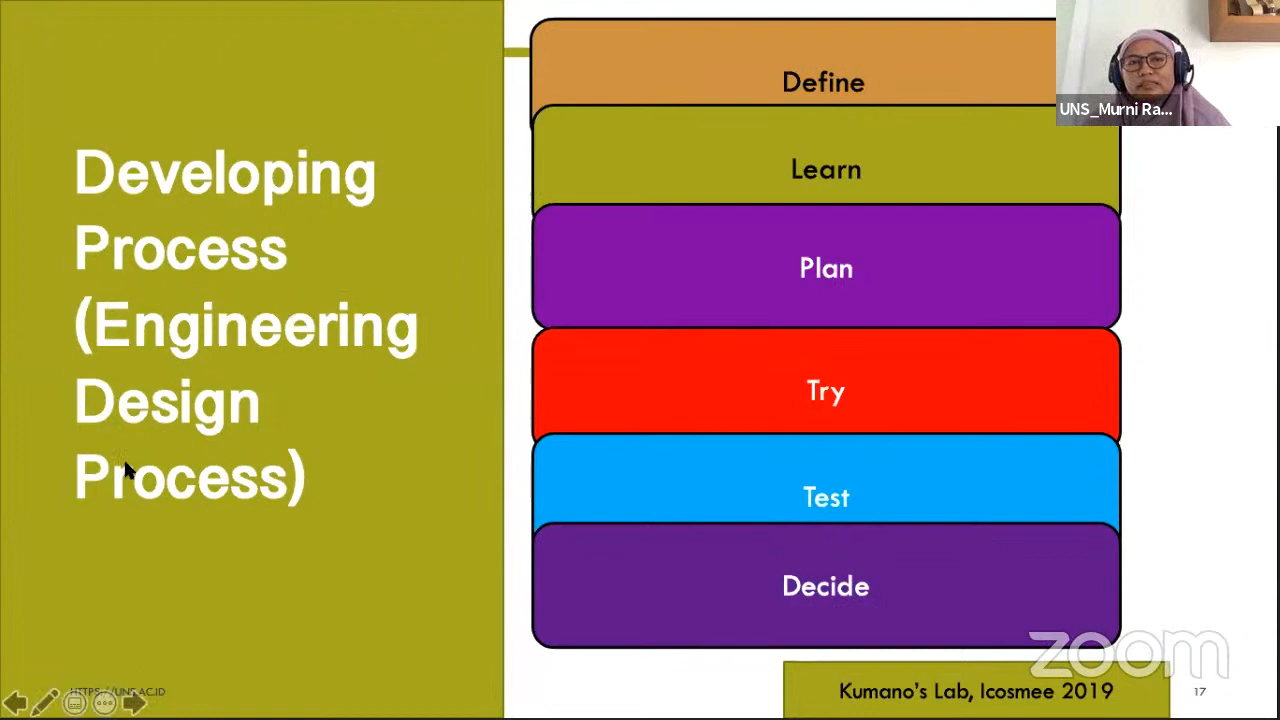 Developing
Process
(Engineering
Design
Process)
Define
Learn
Plan
Try
Test
Decide
UNS_Murni Ra...
zoom
HTTPS://UNS.AC.ID
Kumano's Lab, Icosmee 2019
17